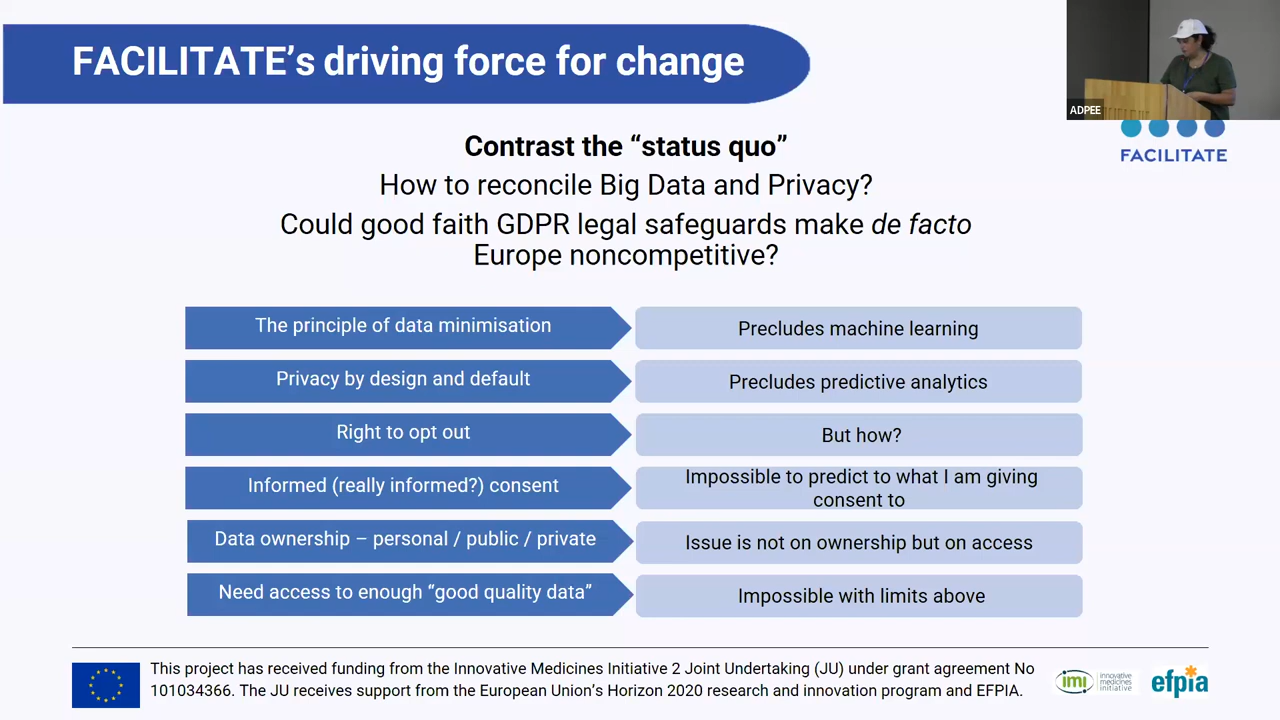 FACILITATE’s driving force for change
ADPEE
FACILITATE
Contrast the “status quo”
How to reconcile Big Data and Privacy?
Could good faith GDPR legal safeguards make de facto
Europe noncompetitive?
The principle of data minimisation
Precludes machine learning
Privacy by design and default
Precludes predictive analytics
Right to opt out
But how?
Informed (really informed?) consent
Impossible to predict to what I am giving
consent to
Data ownership – personal / public / private
Issue is not on ownership but on access
Need access to enough “good quality data”
Impossible with limits above
This project has received funding from the Innovative Medicines Initiative 2 Joint Undertaking (JU) under grant agreement No
101034366. The JU receives support from the European Union’s Horizon 2020 research and innovation program and EFPIA.
imi
innovative
medicines
initiative
efpia